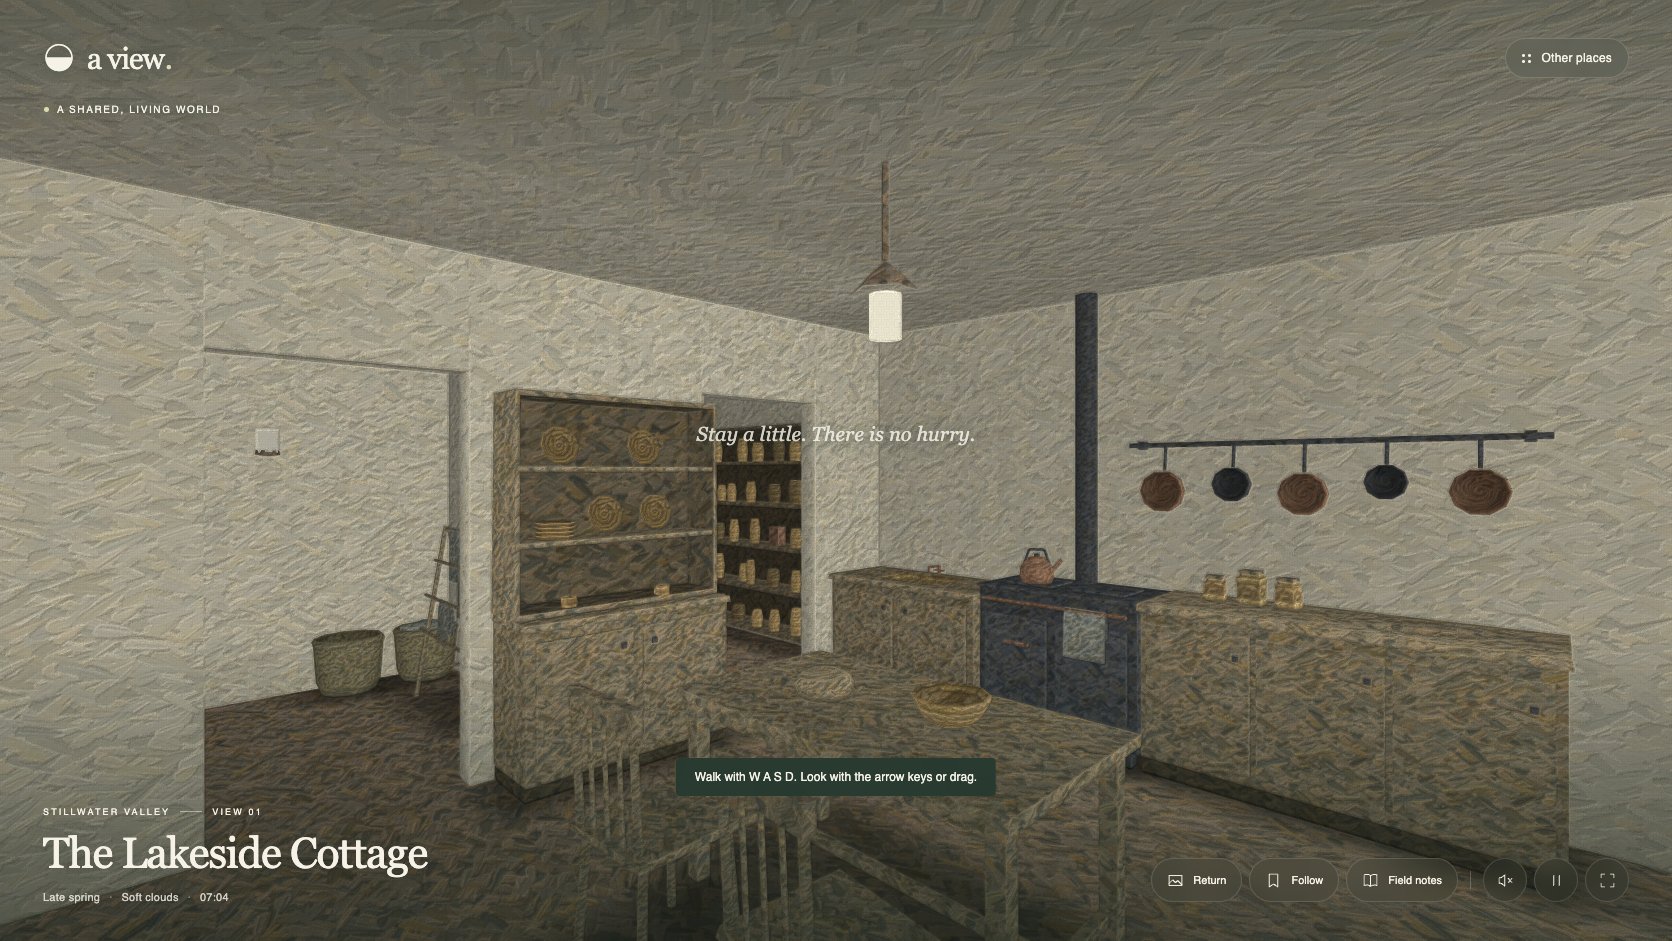 a view.
Other places
A SHARED, LIVING WORLD
Stay a little. There is no hurry.
Walk with W A S D. Look with the arrow keys or drag.
STILLWATER VALLEY — VIEW 01
The Lakeside Cottage
Late spring · Soft clouds · 07:04
Return
Follow
Field notes